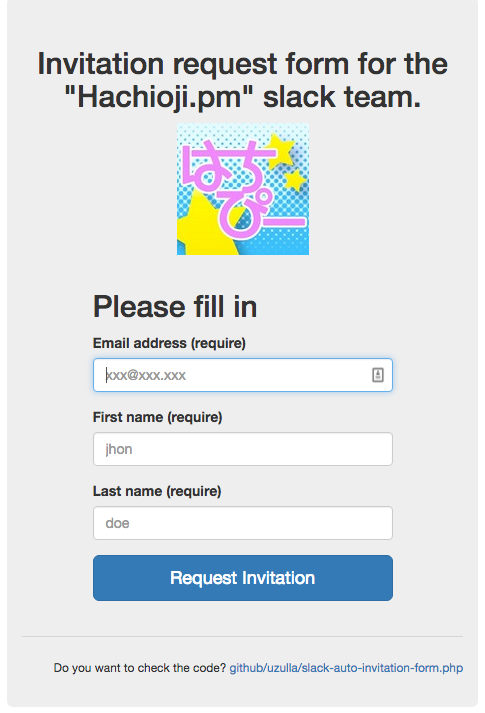 Invitation request form for the
"Hachioji.pm" slack team.
はち
ぴー
Please fill in
Email address (require)
xxx@xxx.xxx
First name (require)
jhon
Last name (require)
doe
Request Invitation
Do you want to check the code? github/uzulla/slack-auto-invitation-form.php